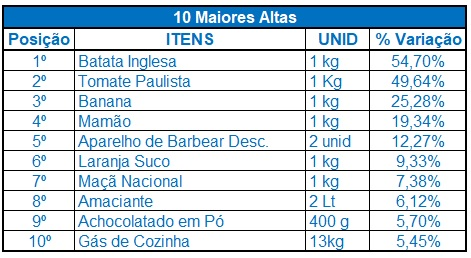 10 Maiores Altas
Posição ITENS UNID % Variação
1º Batata Inglesa 1 kg 54,70%
2º Tomate Paulista 1 Kg 49,64%
3º Banana 1 kg 25,28%
4º Mamão 1 kg 19,34%
5º Aparelho de Barbear Desc. 2 unid 12,27%
6º Laranja Suco 1 kg 9,33%
7º Maçã Nacional 1 kg 7,38%
8º Amaciante 2 Lt 6,12%
9º Achocolatado em Pó 400 g 5,70%
10º Gás de Cozinha 13kg 5,45%